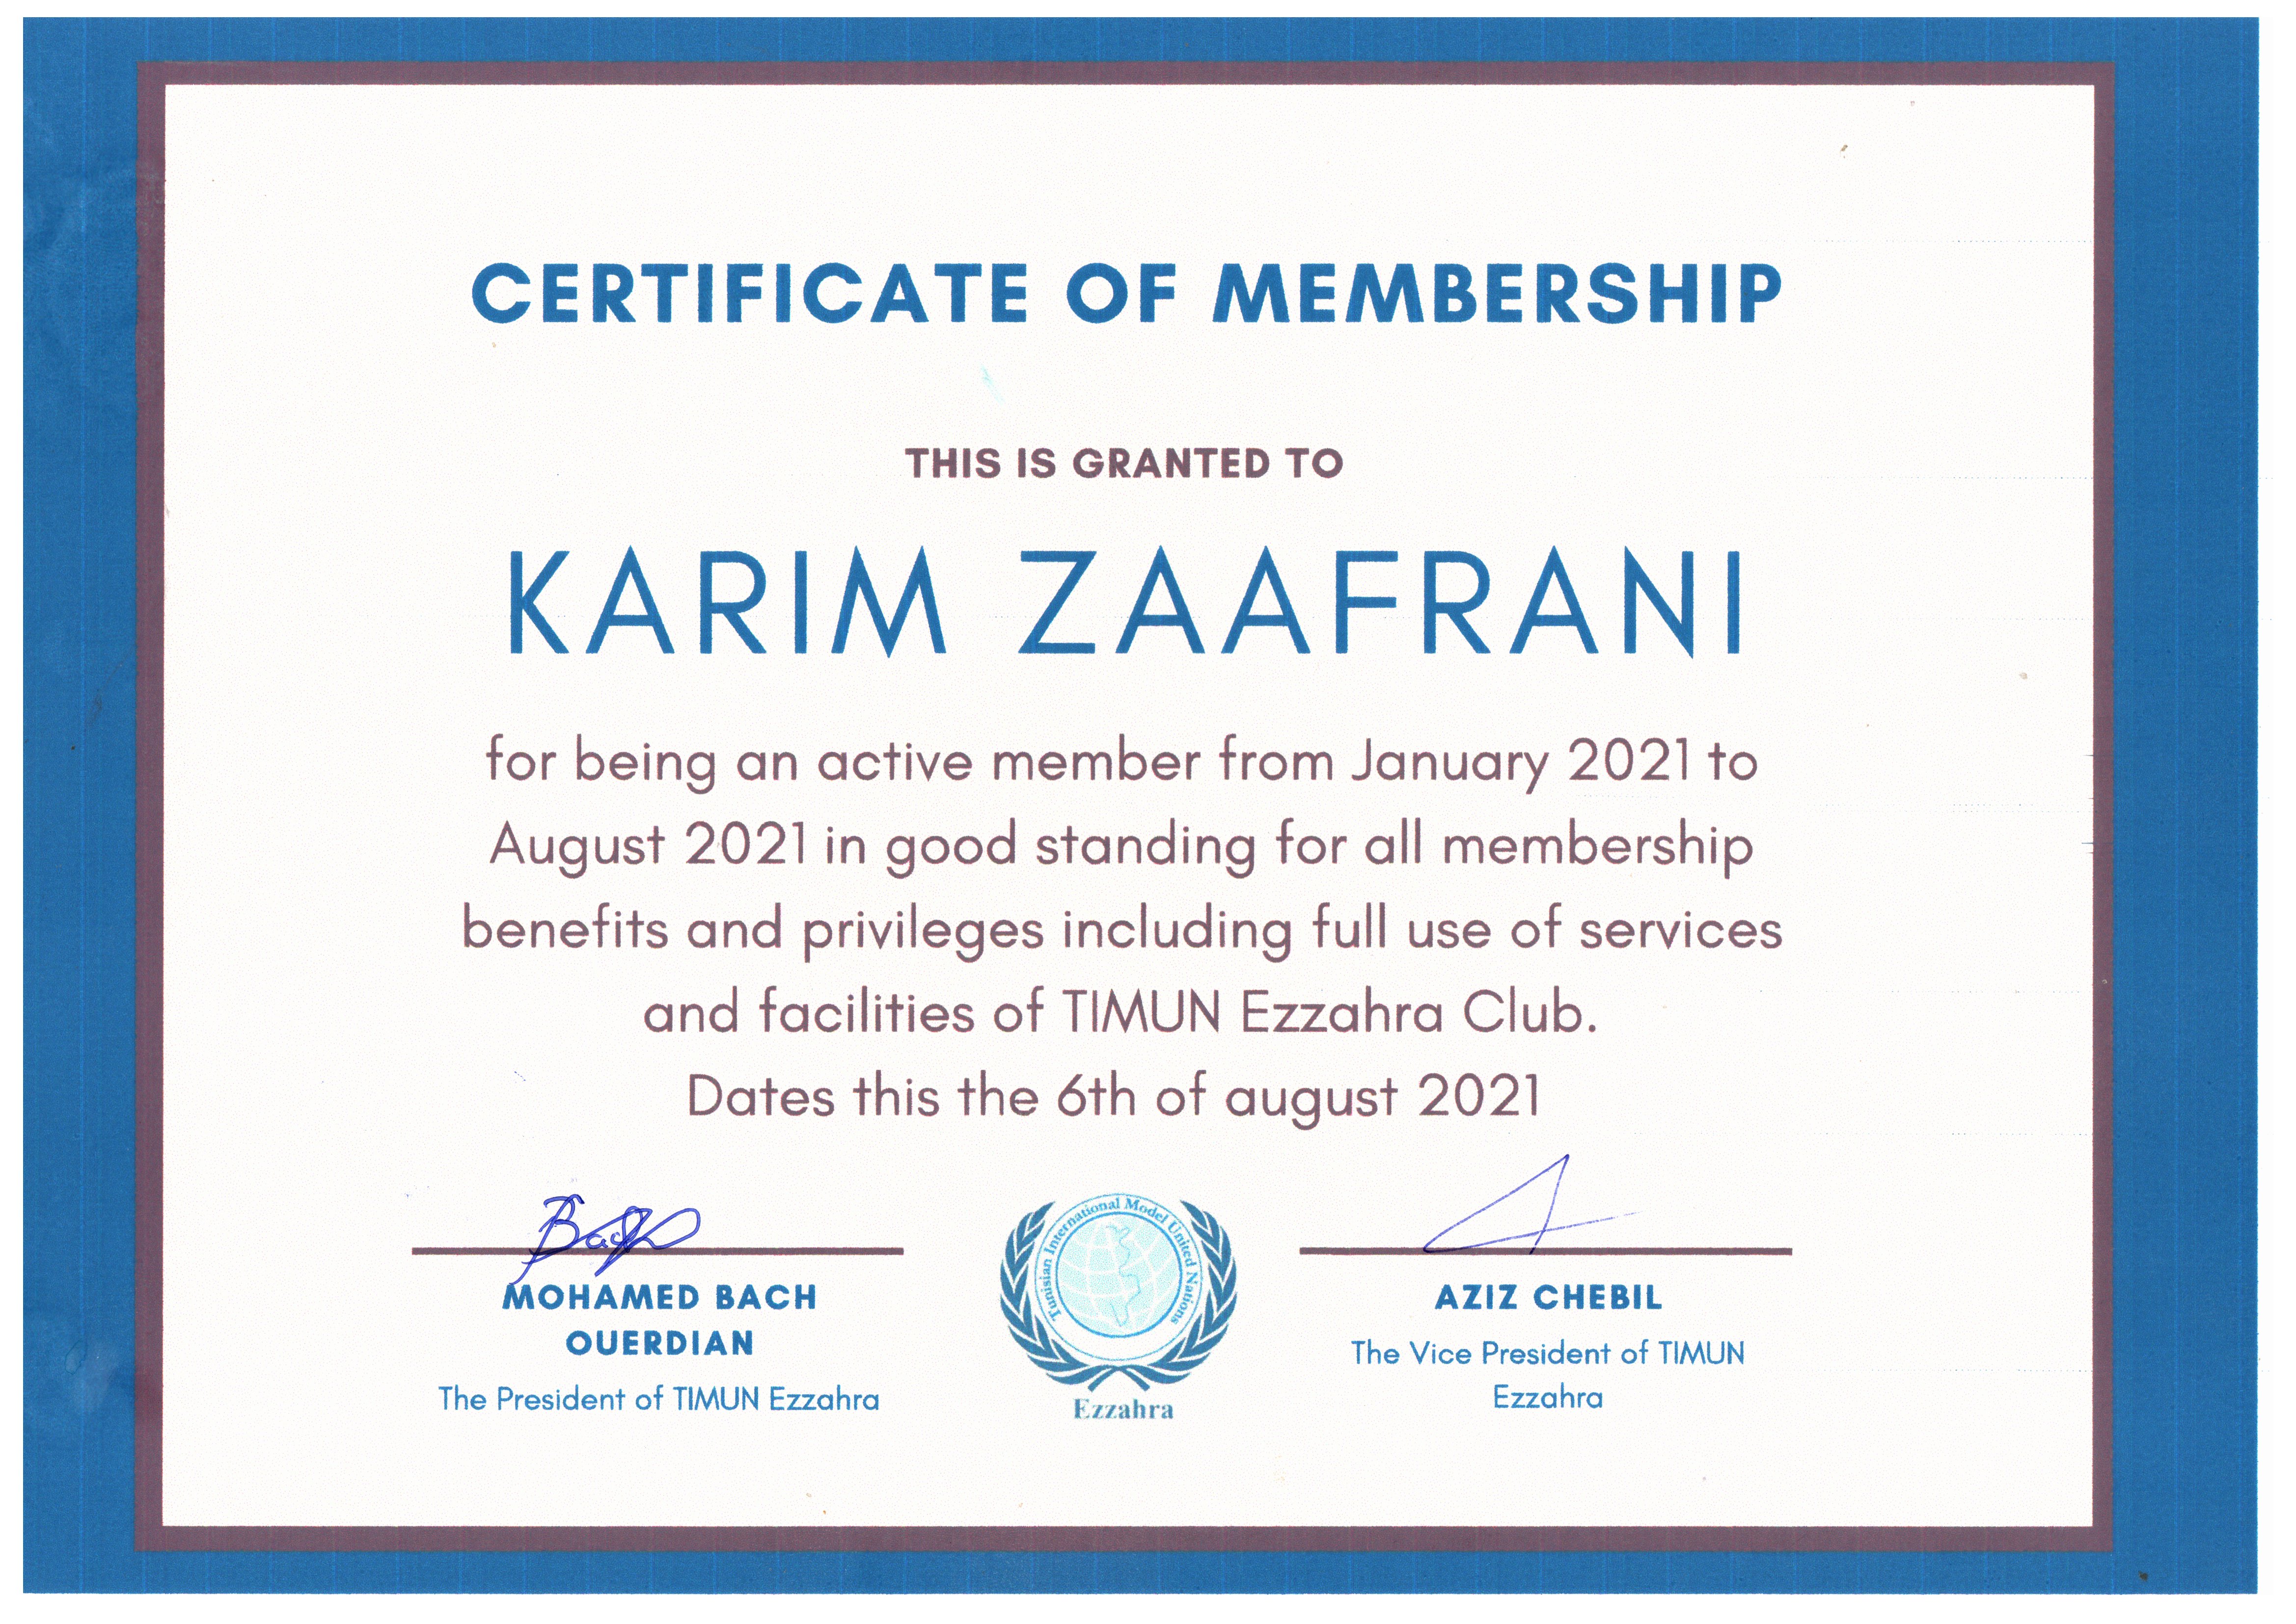 CERTIFICATE OF MEMBERSHIP
THIS IS GRANTED TO
KARIM ZAAFRANI
for being an active member from January 2021 to
August 2021 in good standing for all membership
benefits and privileges including full use of services
and facilities of TIMUN Ezzahra Club.
Dates this the 6th of august 2021
Bach
MOHAMED BACH
OUERDIAN
The President of TIMUN Ezzahra
Tunisian International Model United Nations
Ezzahra
AZIZ CHEBIL
The Vice President of TIMUN
Ezzahra